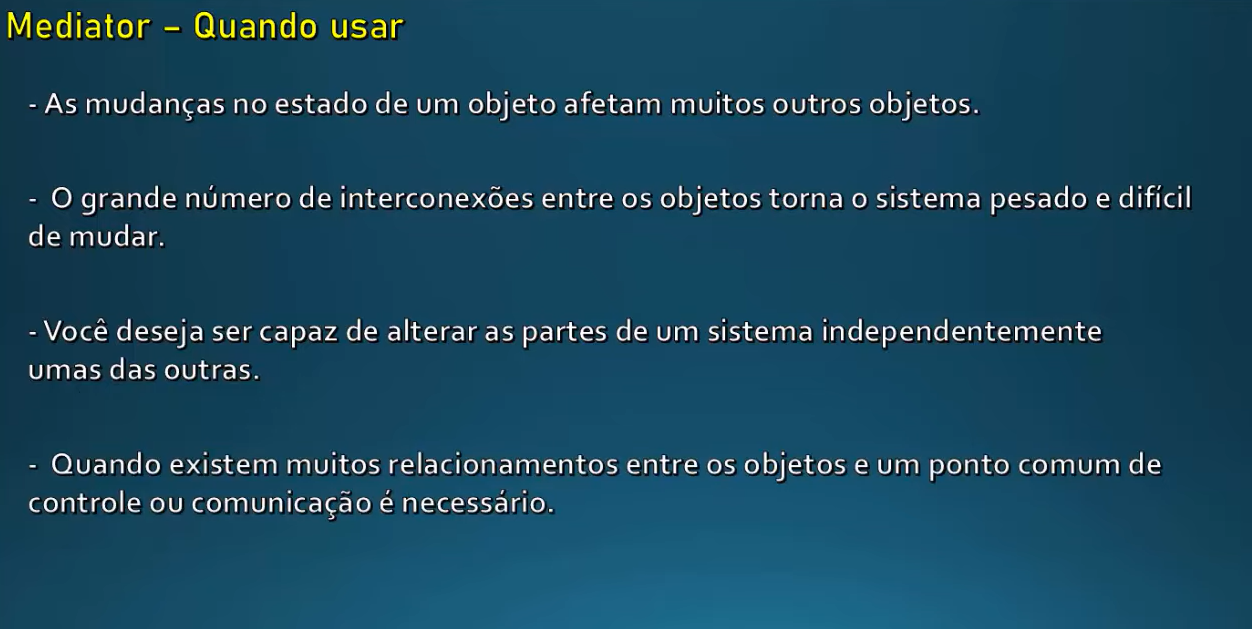 Mediator – Quando usar
- As mudanças no estado de um objeto afetam muitos outros objetos.
- O grande número de interconexões entre os objetos torna o sistema pesado e difícil
de mudar.
- Você deseja ser capaz de alterar as partes de um sistema independentemente
umas das outras.
- Quando existem muitos relacionamentos entre os objetos e um ponto comum de
controle ou comunicação é necessário.